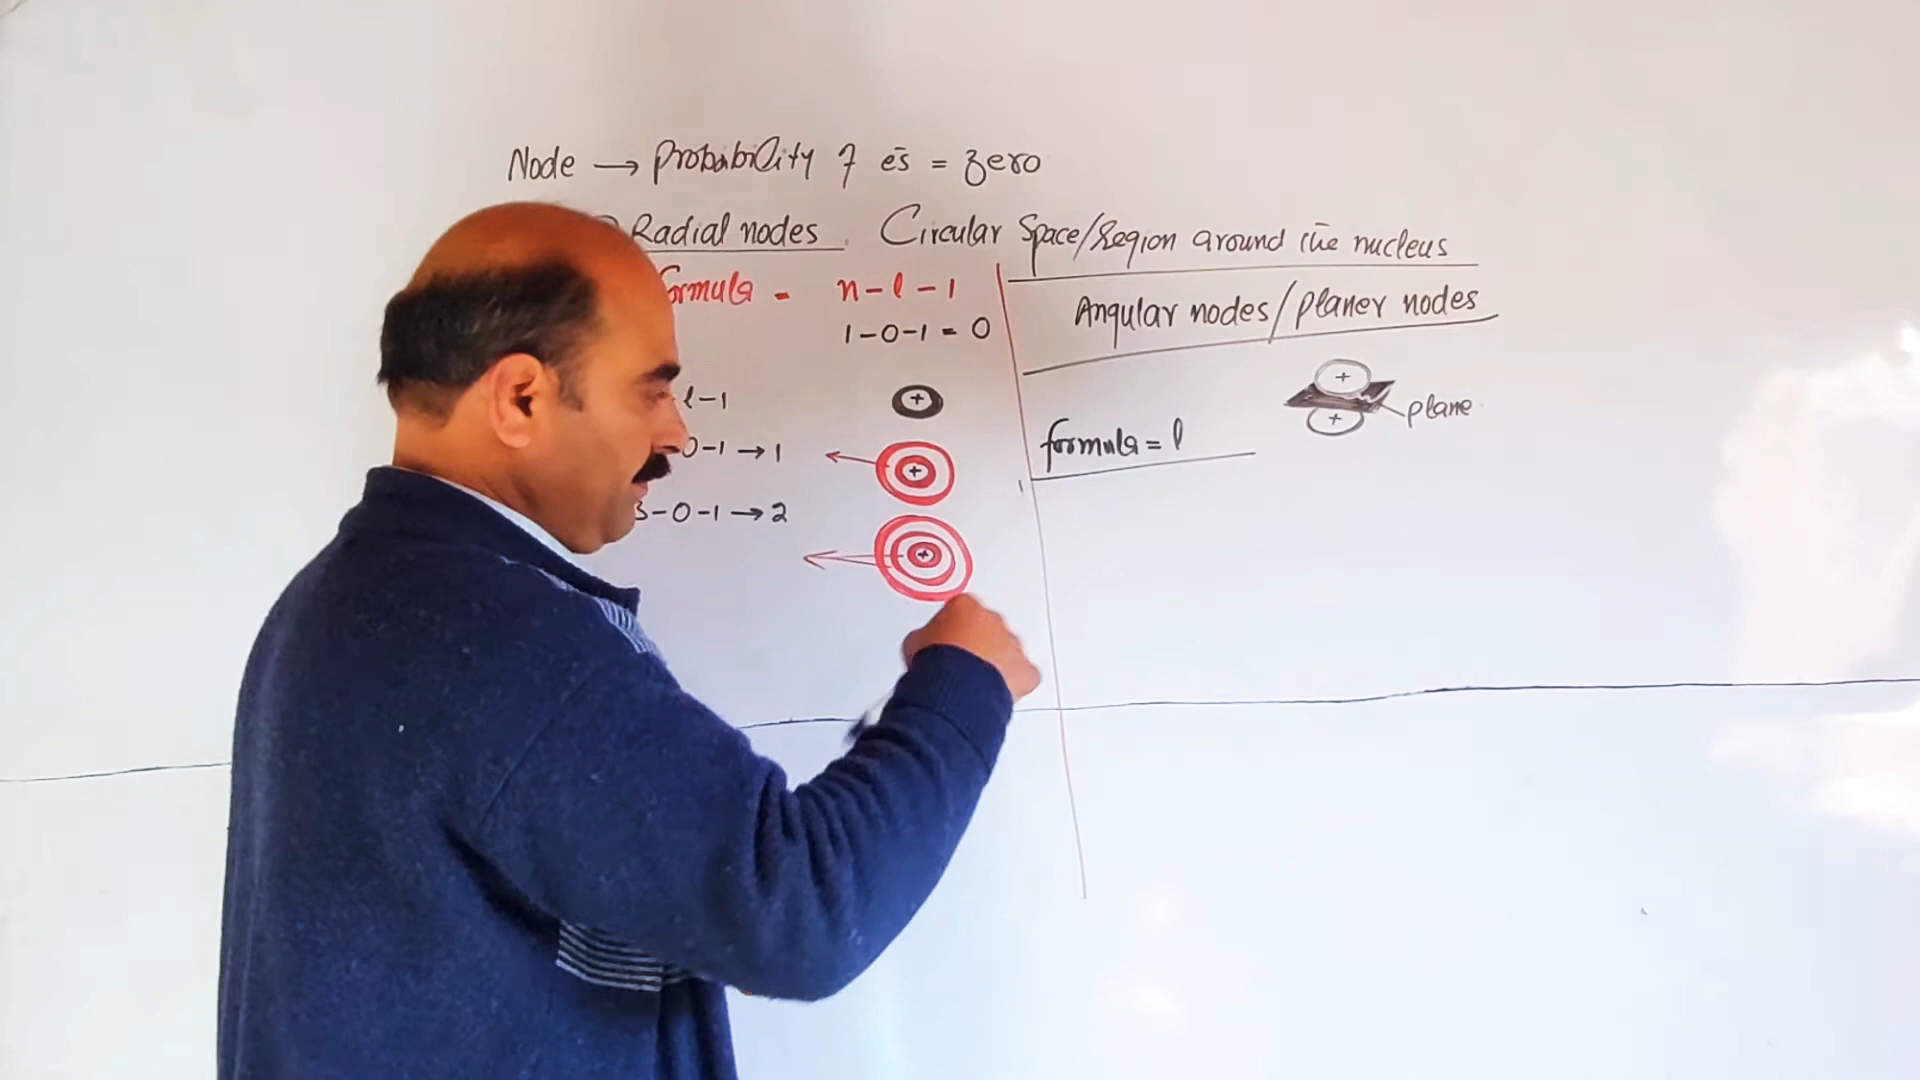 Node → Probability of es = zero
Radial nodes. Circular Space/Region around the nucleus
formula = n-l-1
1-0-1 = 0
Angular nodes/planer nodes
+
+
plane
l-1
+
formula = l
0-1 → 1
+
3-0-1 → 2
+